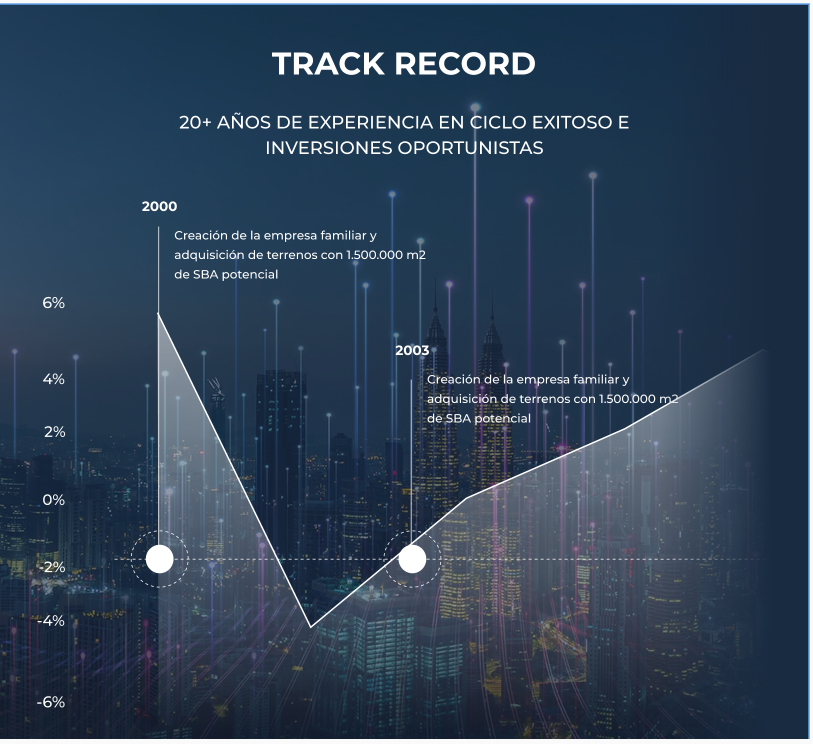 TRACK RECORD
20+ AÑOS DE EXPERIENCIA EN CICLO EXITOSO E
INVERSIONES OPORTUNISTAS
2000
Creación de la empresa familiar y
adquisición de terrenos con 1.500.000 m2
de SBA potencial
6%
2003
4%
Creación de la empresa familiar y
adquisición de terrenos con 1.500.000 m2
de SBA potencial
2%
0%
-2%
-4%
-6%